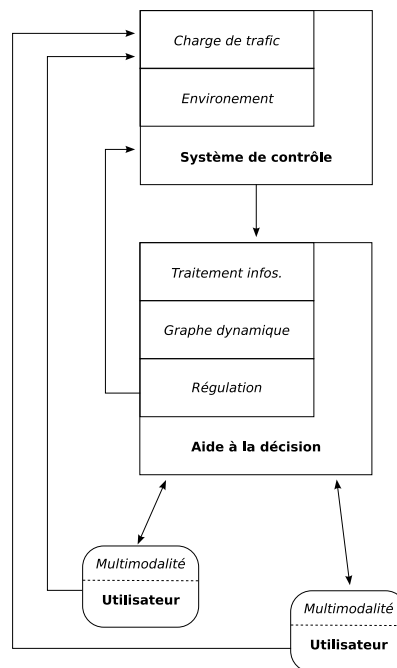 Charge de trafic
Environement
Système de contrôle
Traitement infos.
Graphe dynamique
Régulation
Aide à la décision
Multimodalité
Utilisateur
Multimodalité
Utilisateur